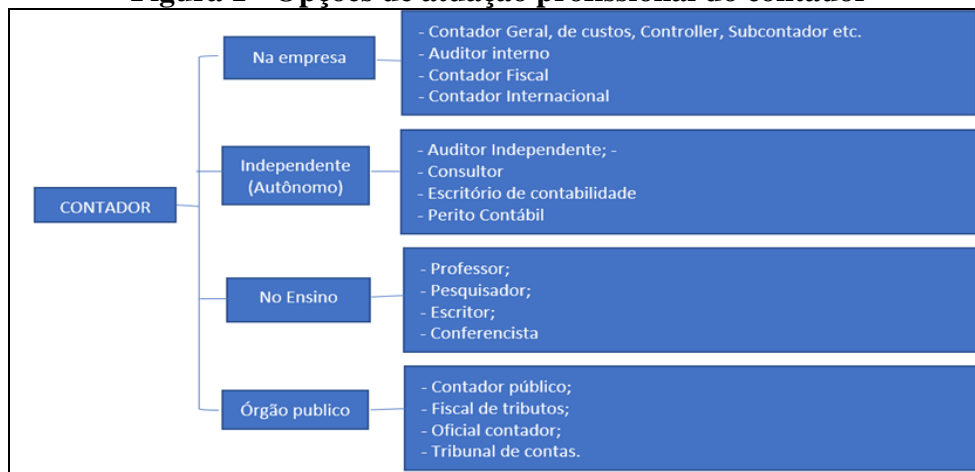 Figura 1 - Opções de atuação profissional do contador
CONTADOR
Na empresa
- Contador Geral, de custos, Controller, Subcontador etc.
- Auditor interno
- Contador Fiscal
- Contador Internacional
Independente
(Autônomo)
- Auditor Independente; -
- Consultor
- Escritório de contabilidade
- Perito Contábil
No Ensino
- Professor;
- Pesquisador;
- Escritor;
- Conferencista
Órgão publico
- Contador público;
- Fiscal de tributos;
- Oficial contador;
- Tribunal de contas.